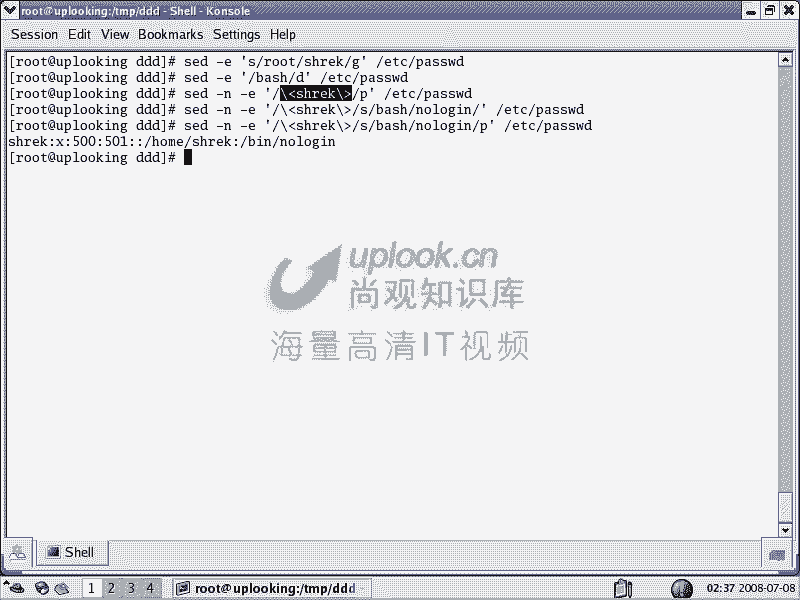 root@uplooking:/tmp/ddd - Shell - Konsole
Session Edit View Bookmarks Settings Help
[root@uplooking ddd]# sed -e 's/root/shrek/g' /etc/passwd
[root@uplooking ddd]# sed -e '/bash/d' /etc/passwd
[root@uplooking ddd]# sed -n -e '/\<shrek\>/p' /etc/passwd
[root@uplooking ddd]# sed -n -e '/\<shrek\>/s/bash/nologin/' /etc/passwd
[root@uplooking ddd]# sed -n -e '/\<shrek\>/s/bash/nologin/p' /etc/passwd
shrek:x:500:501::/home/shrek:/bin/nologin
[root@uplooking ddd]#
uplook.cn
尚观知识库
海量高清IT视频
Shell
1 2 3 4 root@uplooking:/tmp/ddd 02:37 2008-07-08